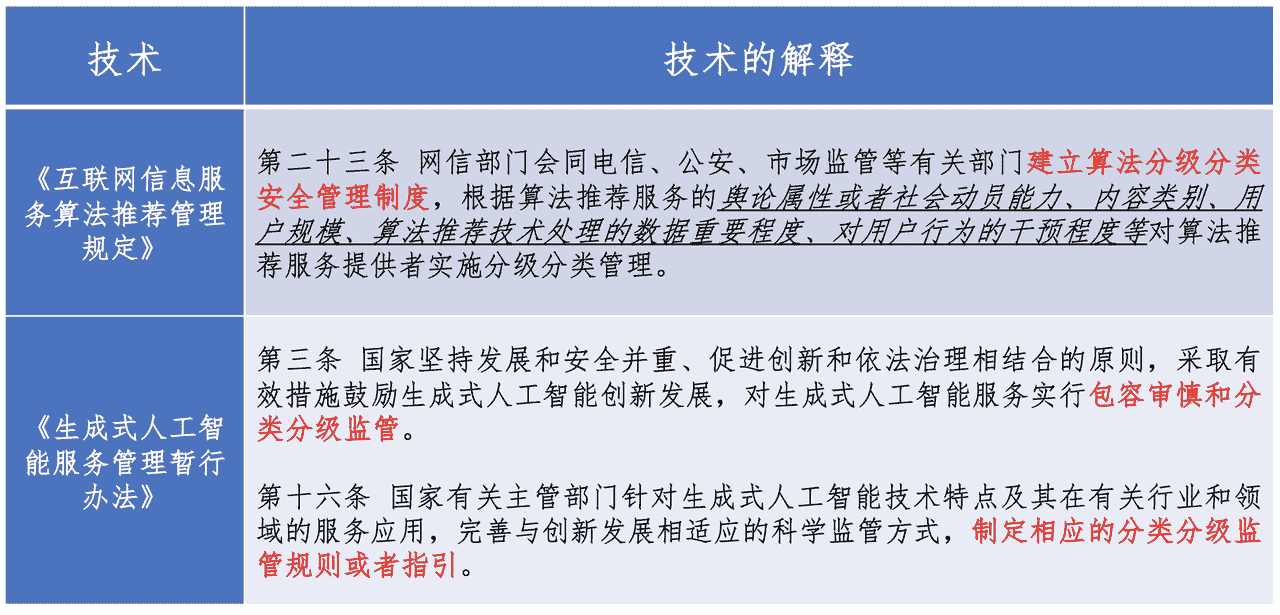 技术
技术的解释
《互联网信息服
务算法推荐管理
规定》
第二十三条 网信部门会同电信、公安、市场监管等有关部门建立算法分级分类
安全管理制度，根据算法推荐服务的舆论属性或者社会动员能力、内容类别、用
户规模、算法推荐技术处理的数据重要程度、对用户行为的干预程度等对算法推
荐服务提供者实施分级分类管理。
《生成式人工智
能服务管理暂行
办法》
第三条 国家坚持发展和安全并重、促进创新和依法治理相结合的原则，采取有
效措施鼓励生成式人工智能创新发展，对生成式人工智能服务实行包容审慎和分
类分级监管。
第十六条 国家有关主管部门针对生成式人工智能技术特点及其在有关行业和领
域的服务应用，完善与创新发展相适应的科学监管方式，制定相应的分类分级监
管规则或者指引。